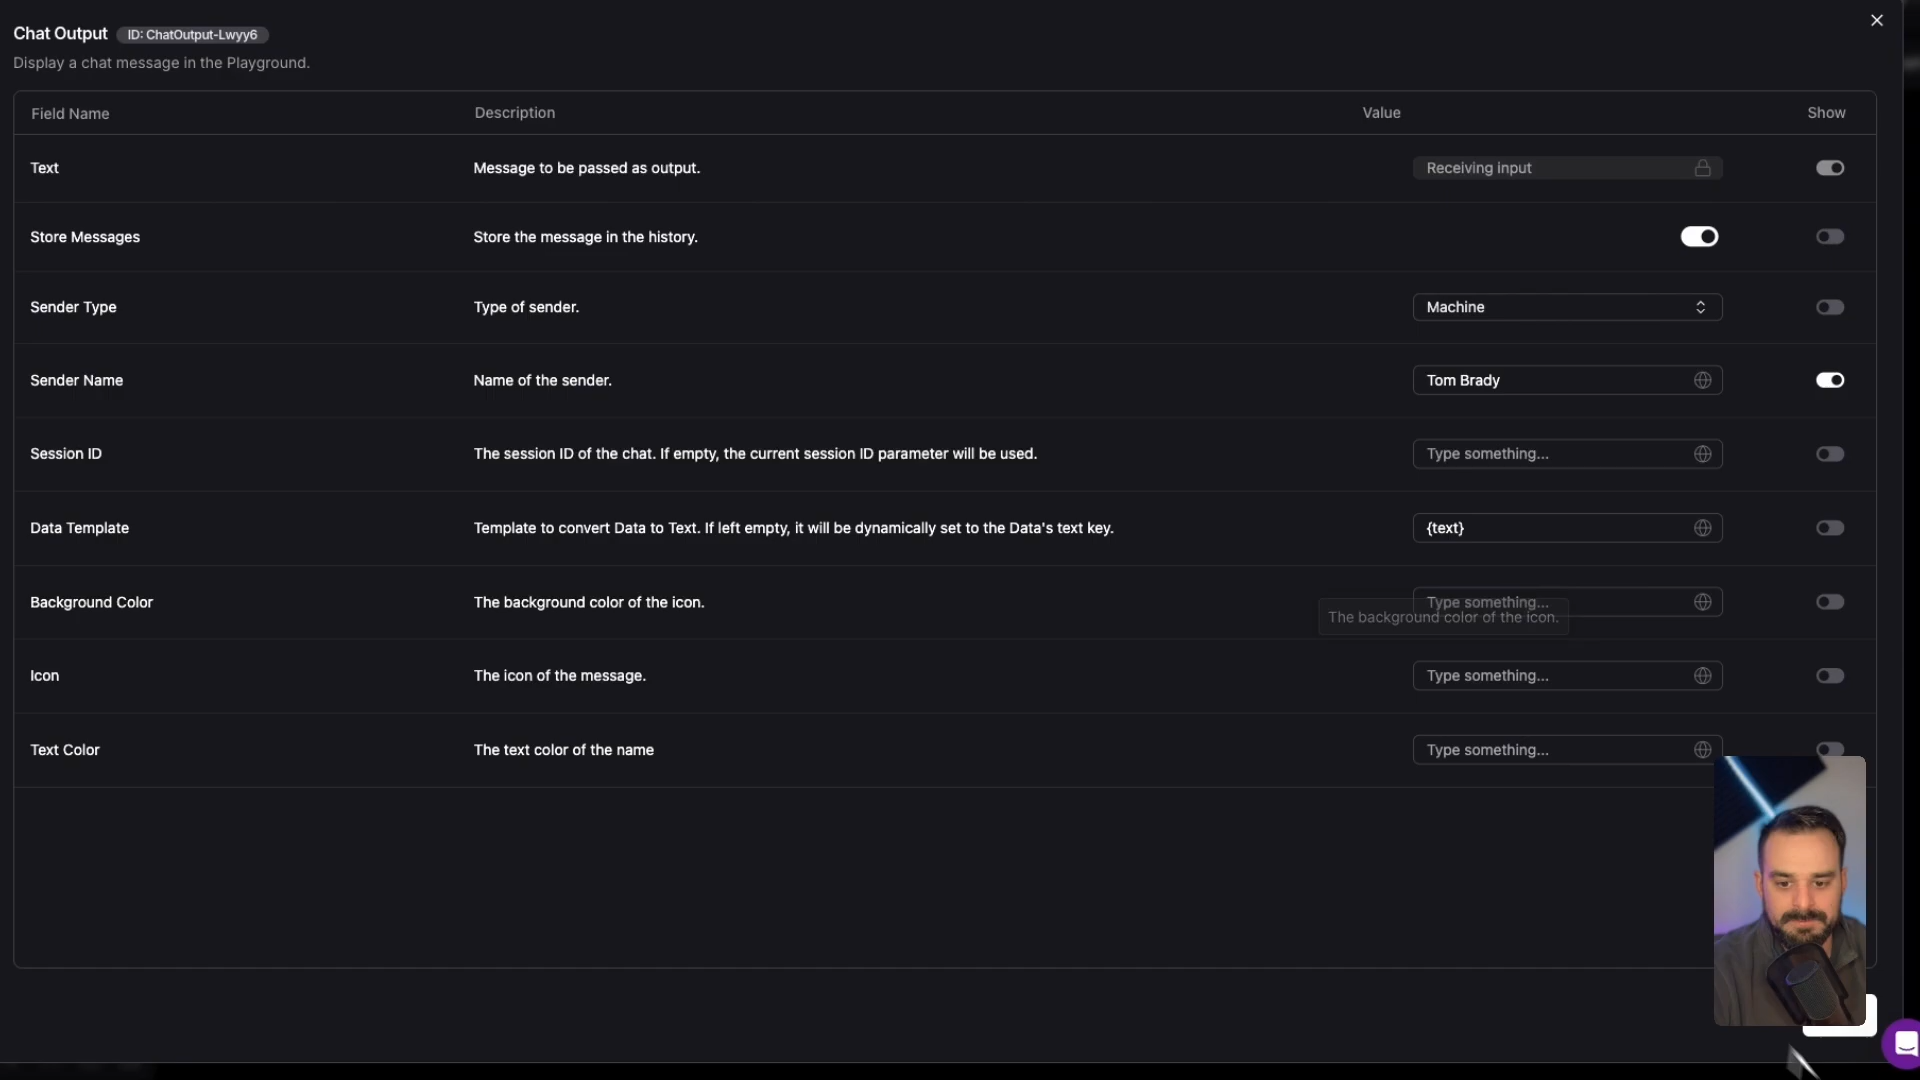 Chat Output ID: ChatOutput-Lwyy6
Display a chat message in the Playground.
Field Name Description Value Show
Text Message to be passed as output. Receiving input
Store Messages Store the message in the history.
Sender Type Type of sender. Machine
Sender Name Name of the sender. Tom Brady
Session ID The session ID of the chat. If empty, the current session ID parameter will be used. Type something...
Data Template Template to convert Data to Text. If left empty, it will be dynamically set to the Data's text key. {text}
Background Color The background color of the icon. Type something...
The background color of the icon.
Icon The icon of the message. Type something...
Text Color The text color of the name Type something...